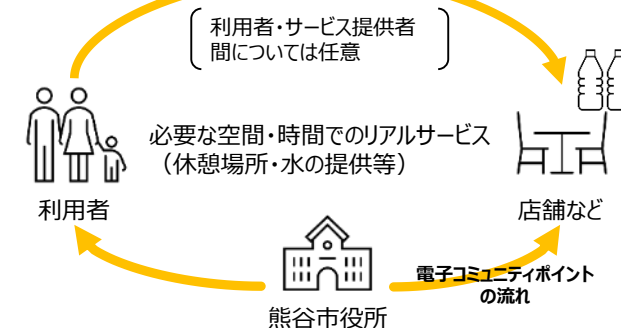 利用者・サービス提供者
間については任意
必要な空間・時間でのリアルサービス
（休憩場所・水の提供等）
利用者
店舗など
電子コミュニティポイント
の流れ
熊谷市役所